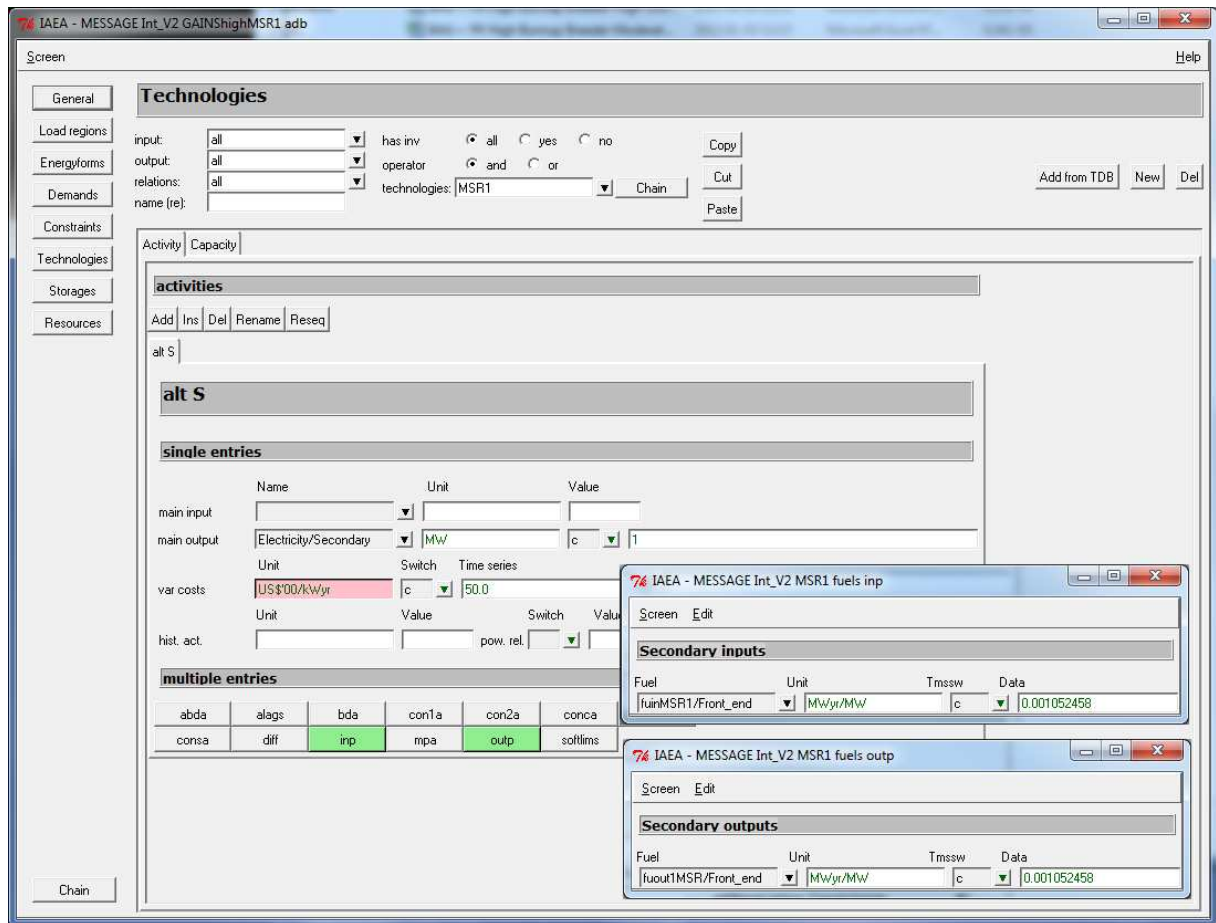 IAEA - MESSAGE Int_V2 GAINShighMSR1 adb
Screen Help
General
Load regions
Energyforms
Demands
Constraints
Technologies
Storages
Resources
Chain
Technologies
input: all has inv all yes no Copy
output: all operator and or Cut Add from TDB New Del
relations: all technologies: MSR1 Chain
name (re): Paste
Activity Capacity
activities
Add Ins Del Rename Reseq
alt S
alt S
single entries
Name Unit Value
main input
main output Electricity/Secondary MW c 1
Unit Switch Time series
var costs US$'00/kWyr c 50.0
Unit Value Switch Valu
hist. act. pow. rel.
multiple entries
abda alags bda con1a con2a conca
consa diff inp mpa outp softlims
IAEA - MESSAGE Int_V2 MSR1 fuels inp
Screen Edit
Secondary inputs
Fuel Unit Tmssw Data
fuinMSR1/Front_end MWyr/MW c 0.001052458
IAEA - MESSAGE Int_V2 MSR1 fuels outp
Screen Edit
Secondary outputs
Fuel Unit Tmssw Data
fuout1MSR/Front_end MWyr/MW c 0.001052458